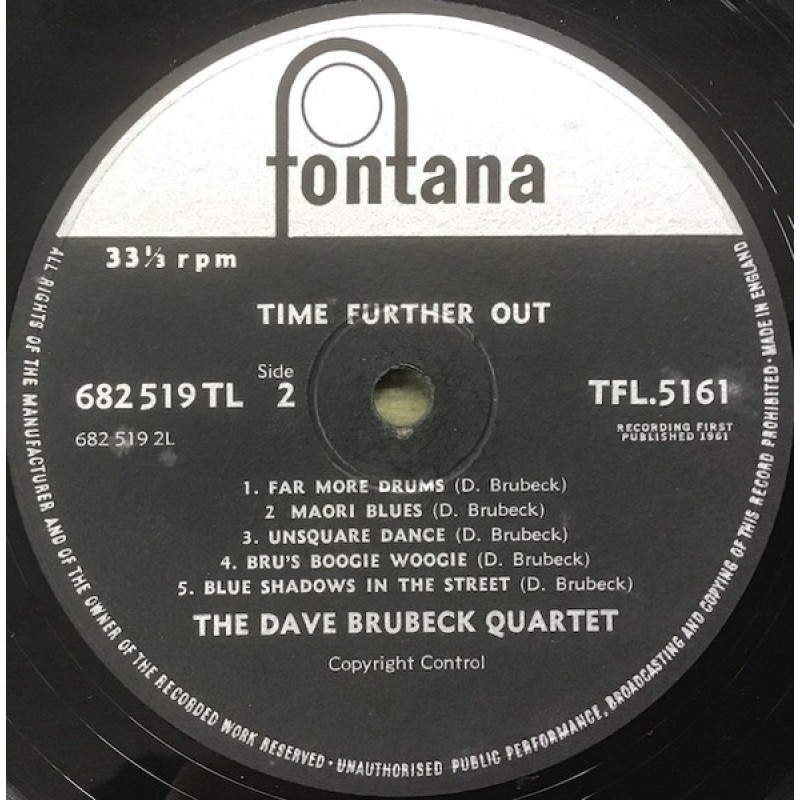 fontana
33⅓ rpm
TIME FURTHER OUT
682 519 TL
Side
2
TFL.5161
682 519 2L
RECORDING FIRST
PUBLISHED 1961
1. FAR MORE DRUMS (D. Brubeck)
2 MAORI BLUES (D. Brubeck)
3. UNSQUARE DANCE (D. Brubeck)
4. BRU'S BOOGIE WOOGIE (D. Brubeck)
5. BLUE SHADOWS IN THE STREET (D. Brubeck)
THE DAVE BRUBECK QUARTET
Copyright Control
ALL RIGHTS OF THE MANUFACTURER AND OF THE OWNER OF THE RECORDED WORK RESERVED · UNAUTHORISED PUBLIC PERFORMANCE, BROADCASTING AND COPYING OF THIS RECORD PROHIBITED · MADE IN ENGLAND